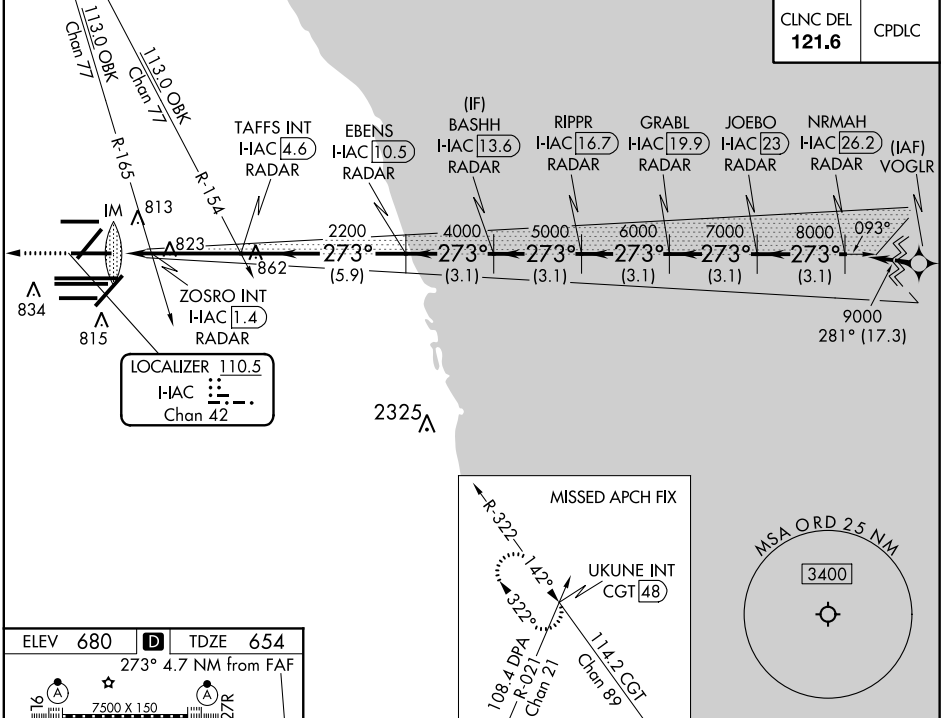 CLNC DEL
121.6
CPDLC
113.0 OBK
Chan 77
R-165
113.0 OBK
Chan 77
R-154
TAFFS INT
I-IAC 4.6
RADAR
EBENS
I-IAC 10.5
RADAR
(IF)
BASHH
I-IAC 13.6
RADAR
RIPPR
I-IAC 16.7
RADAR
GRABL
I-IAC 19.9
RADAR
JOEBO
I-IAC 23
RADAR
NRMAH
I-IAC 26.2
RADAR
(IAF)
VOGLR
IM
813
823
862
2200
273°
(5.9)
4000
273°
(3.1)
5000
273°
(3.1)
6000
273°
(3.1)
7000
273°
(3.1)
8000
273°
(3.1)
093°
9000
281° (17.3)
834
815
ZOSRO INT
I-IAC 1.4
RADAR
LOCALIZER 110.5
I-IAC
Chan 42
2325
MISSED APCH FIX
R-322
142°
322°
UKUNE INT
CGT 48
108.4 DPA
R-021
Chan 21
114.2 CGT
Chan 89
MSA ORD 25 NM
3400
ELEV 680 D TDZE 654
273° 4.7 NM from FAF
A
A
9L
7500 X 150
27R